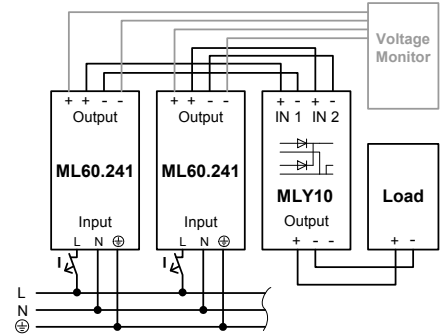 Voltage
Monitor
+ + - -
Output
ML60.241
Input
L N ⏚
I
+ + - -
Output
ML60.241
Input
L N ⏚
I
+ - + -
IN 1 IN 2
MLY10
Output
+ - -
Load
+ -
L
N
⏚